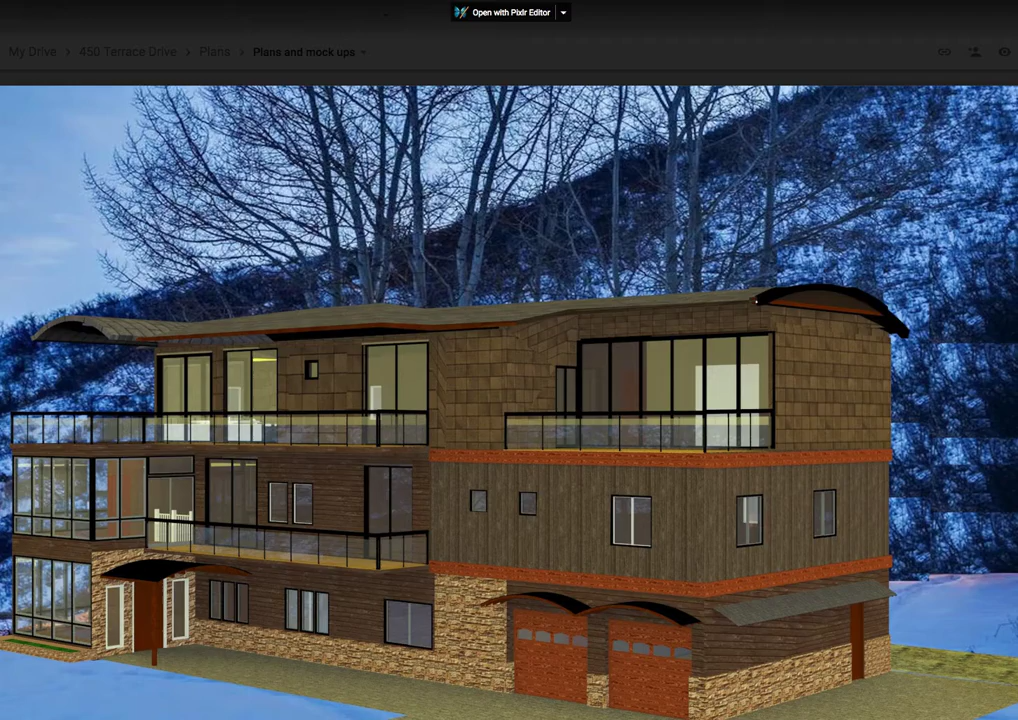 Open with Pixlr Editor
My Drive > 450 Terrace Drive > Plans > Plans and mock ups